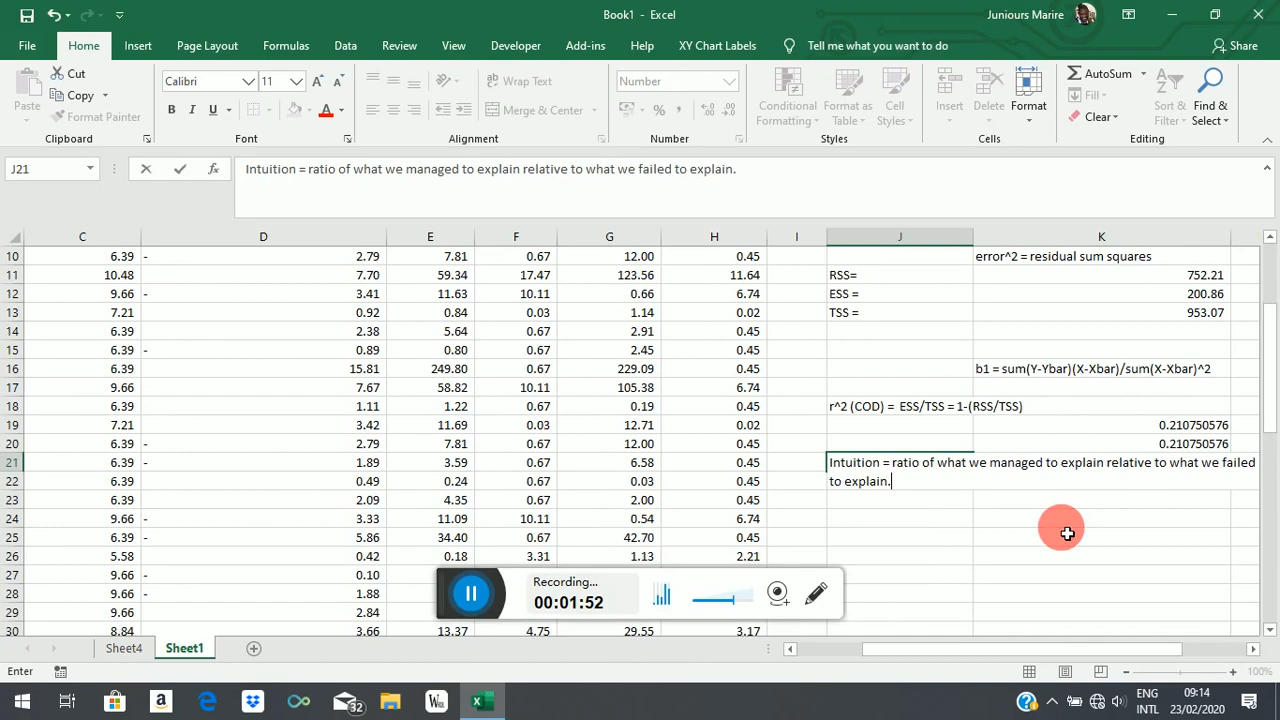 Book1 - Excel
Juniours Marire
File Home Insert Page Layout Formulas Data Review View Developer Add-ins Help XY Chart Labels Tell me what you want to do Share
Paste
Cut
Copy
Format Painter
Clipboard
Calibri 11
B I U A
Font
Wrap Text
Merge & Center
Alignment
Number
%
Number
Conditional
Formatting
Format as
Table
Styles
Styles
Insert
Delete
Format
Cells
AutoSum
Fill
Clear
Sort &
Filter
Find &
Select
Editing
J21
fx
Intuition = ratio of what we managed to explain relative to what we failed to explain.
C D E F G H I J K
10 6.39 - 2.79 7.81 0.67 12.00 0.45 error^2 = residual sum squares
11 10.48 7.70 59.34 17.47 123.56 11.64 RSS= 752.21
12 9.66 - 3.41 11.63 10.11 0.66 6.74 ESS = 200.86
13 7.21 0.92 0.84 0.03 1.14 0.02 TSS = 953.07
14 6.39 2.38 5.64 0.67 2.91 0.45
15 6.39 - 0.89 0.80 0.67 2.45 0.45
16 6.39 15.81 249.80 0.67 229.09 0.45 b1 = sum(Y-Ybar)(X-Xbar)/sum(X-Xbar)^2
17 9.66 7.67 58.82 10.11 105.38 6.74
18 6.39 1.11 1.22 0.67 0.19 0.45 r^2 (COD) = ESS/TSS = 1-(RSS/TSS)
19 7.21 3.42 11.69 0.03 12.71 0.02 0.210750576
20 6.39 - 2.79 7.81 0.67 12.00 0.45 0.210750576
21 6.39 - 1.89 3.59 0.67 6.58 0.45 Intuition = ratio of what we managed to explain relative to what we failed
22 6.39 0.49 0.24 0.67 0.03 0.45 to explain.
23 6.39 2.09 4.35 0.67 2.00 0.45
24 9.66 - 3.33 11.09 10.11 0.54 6.74
25 6.39 - 5.86 34.40 0.67 42.70 0.45
26 5.58 0.42 0.18 3.31 1.13 2.21
27 9.66 - 0.10
28 9.66 - 1.88
29 9.66 2.84
30 8.84 3.66 13.37 4.75 29.55 3.17
Recording...
00:01:52
Sheet4 Sheet1
Enter
100%
32
ENG
INTL
09:14
23/02/2020